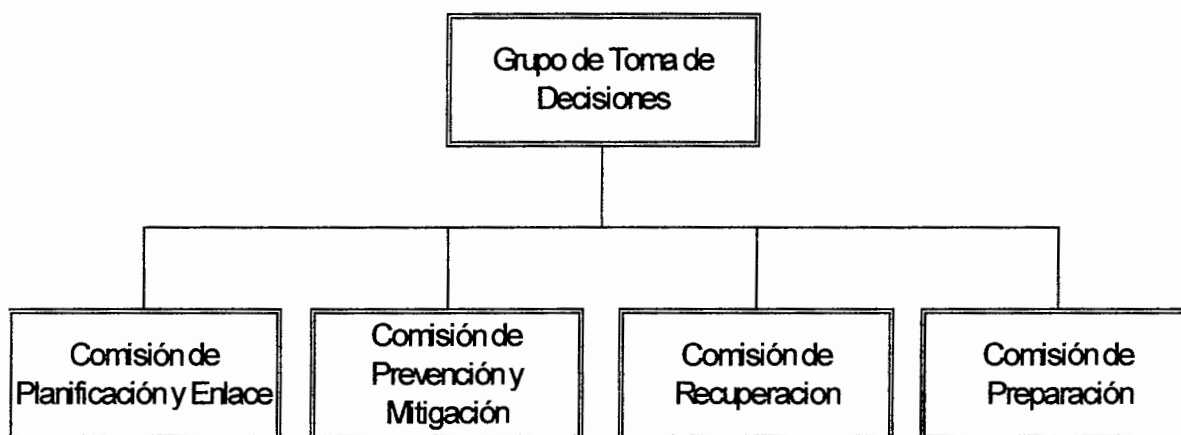 Grupo de Toma de
Decisiones
Comisión de
Planificación y Enlace
Comisión de
Prevención y
Mitigación
Comisión de
Recuperacion
Comisión de
Preparación